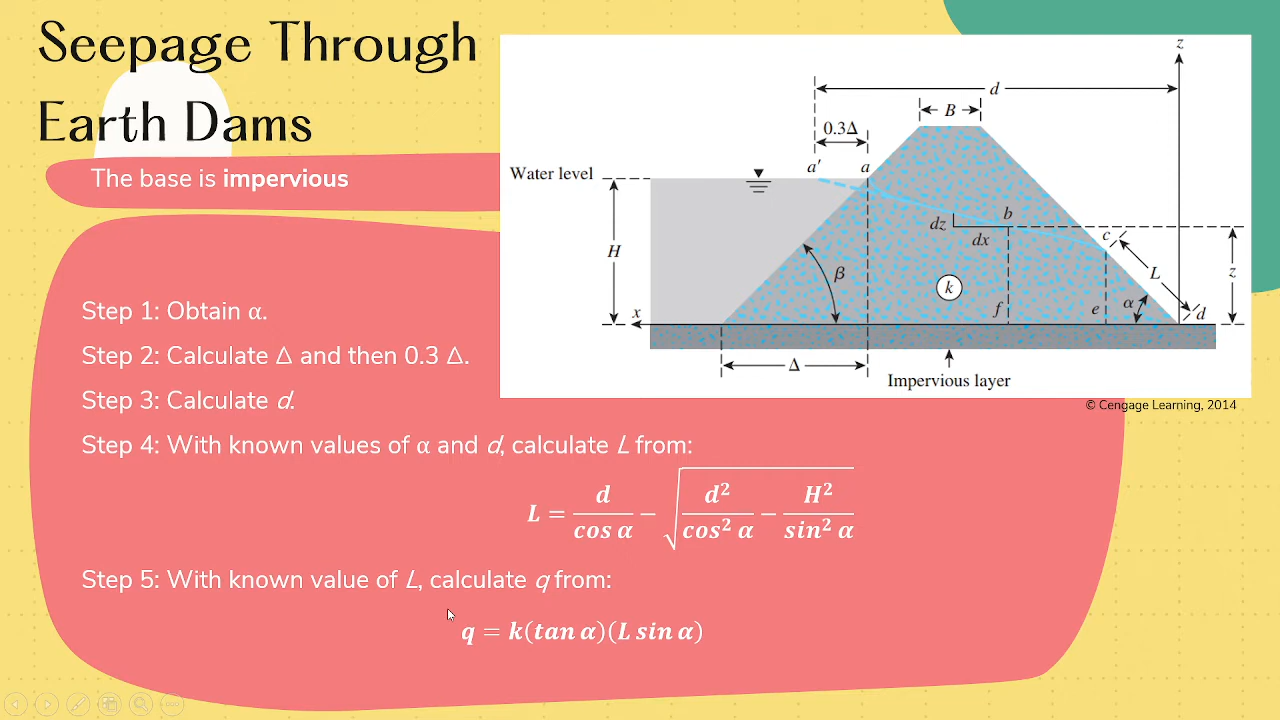 Seepage Through
Earth Dams
The base is impervious
Step 1: Obtain α.
Step 2: Calculate Δ and then 0.3 Δ.
Step 3: Calculate d.
Step 4: With known values of α and d, calculate L from:
L = d/cos α − √(d²/cos² α − H²/sin² α)
Step 5: With known value of L, calculate q from:
q = k(tan α)(L sin α)
z
d
B
0.3Δ
a′
a
Water level
dz
b
dx
c
H
β
L
z
k
α
x
f
e
d
Δ
Impervious layer
© Cengage Learning, 2014